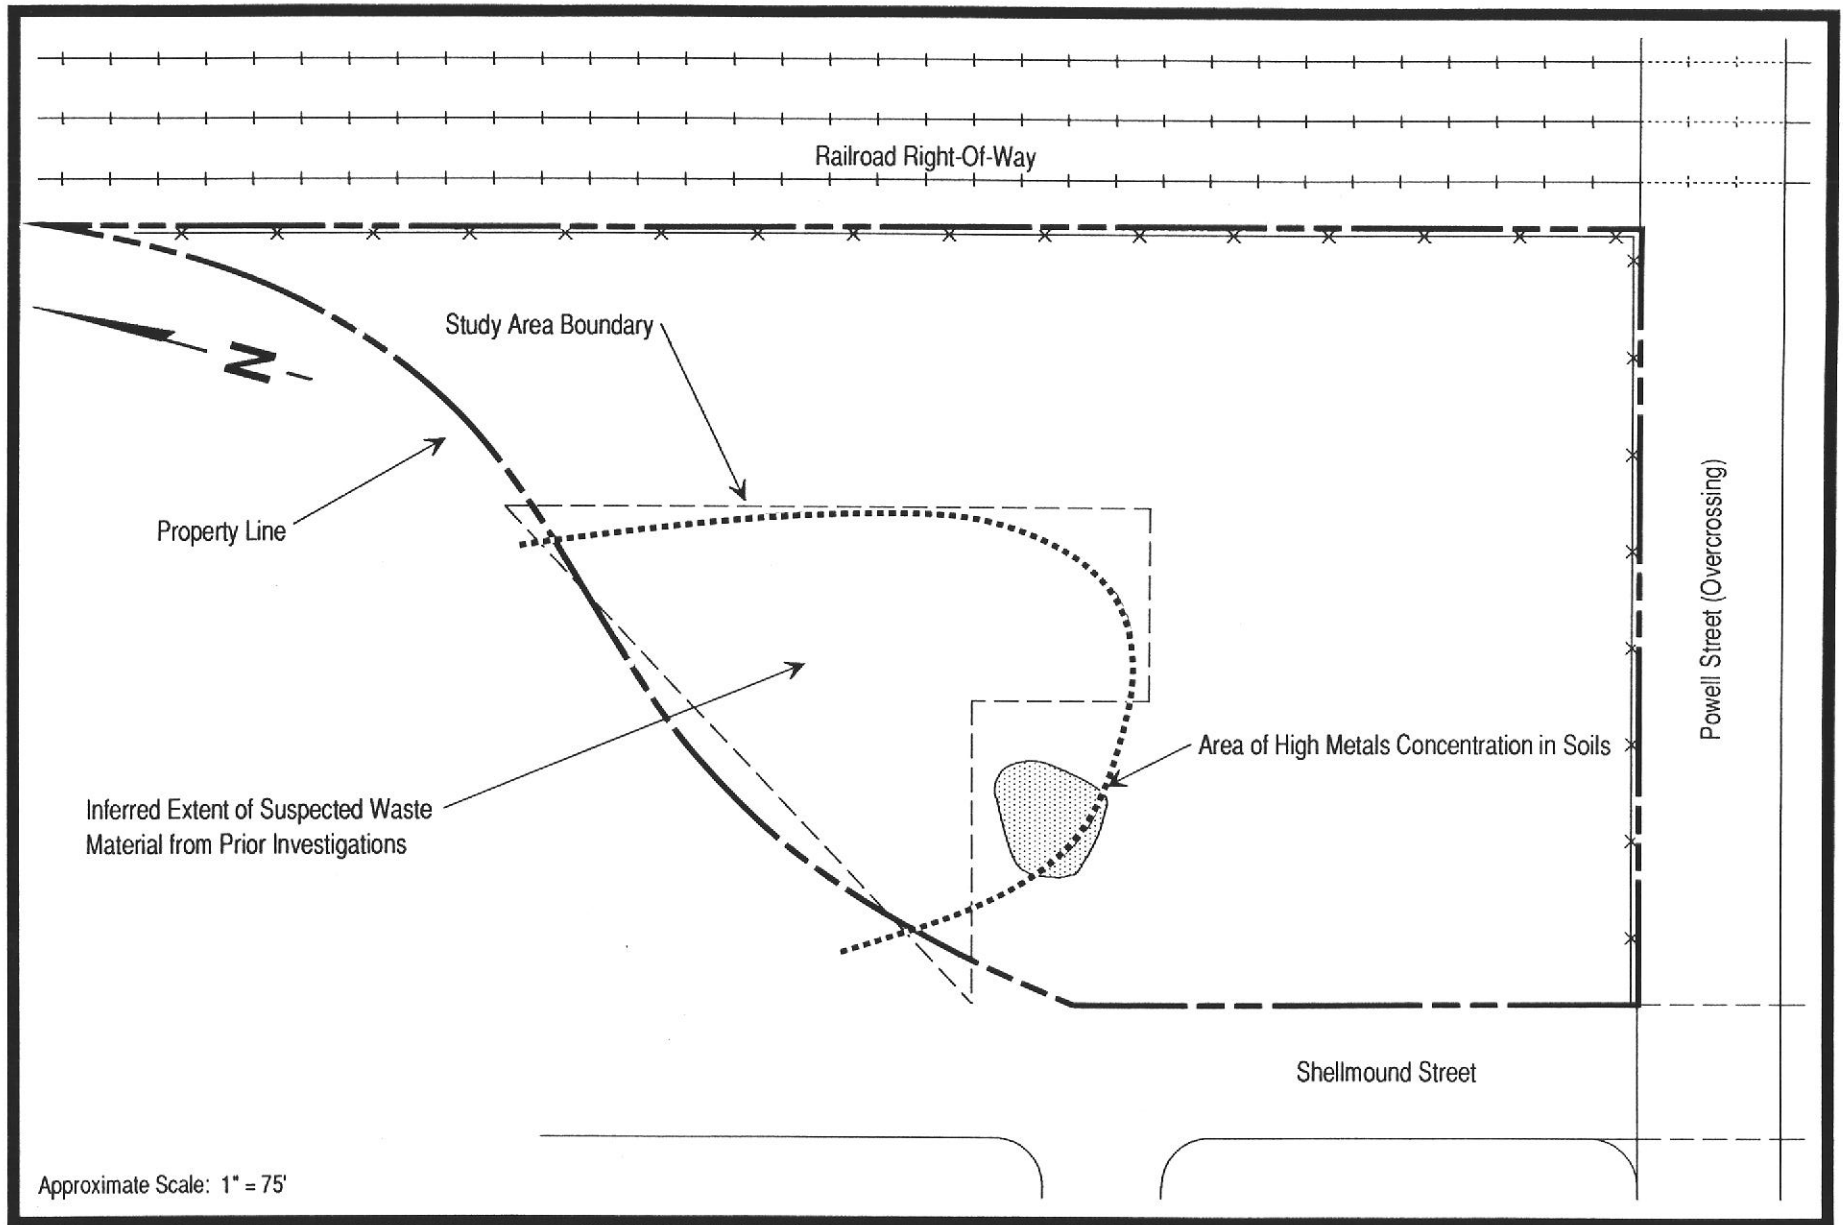 Railroad Right-Of-Way
Study Area Boundary
N
Property Line
Powell Street (Overcrossing)
Area of High Metals Concentration in Soils
Inferred Extent of Suspected Waste
Material from Prior Investigations
Shellmound Street
Approximate Scale: 1" = 75'